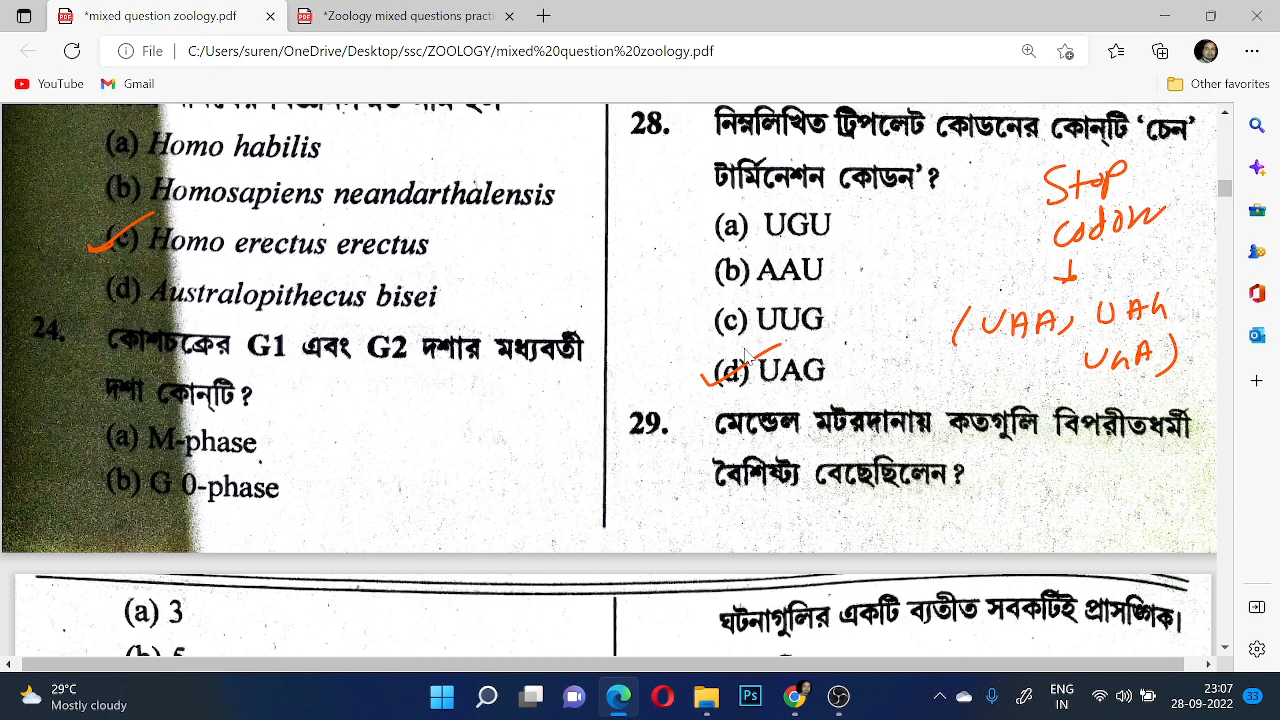 mixed question zoology.pdf
Zoology mixed questions practi
File
C:/Users/suren/OneDrive/Desktop/ssc/ZOOLOGY/mixed%20question%20zoology.pdf
YouTube
Gmail
Other favorites
(a) Homo habilis
(b) Homosapiens neandarthalensis
(c) Homo erectus erectus
(d) Australopithecus bisei
24. কোশচক্রের G1 এবং G2 দশার মধ্যবর্তী
দশা কোন্‌টি?
(a) M-phase
(b) G 0-phase
28. নিম্নলিখিত ট্রিপলেট কোডনের কোন্‌টি ‘চেন’
টার্মিনেশন কোডন’?
(a) UGU
(b) AAU
(c) UUG
(d) UAG
Stop
codon
(UAA, UAG
UGA)
29. মেন্ডেল মটরদানায় কতগুলি বিপরীতধর্মী
বৈশিষ্ট্য বেছেছিলেন?
(a) 3
ঘটনাগুলির একটি ব্যতীত সবকটিই প্রাসঙ্গিক।
29°C
Mostly cloudy
Ps
ENG
IN
23:07
28-09-2022
33